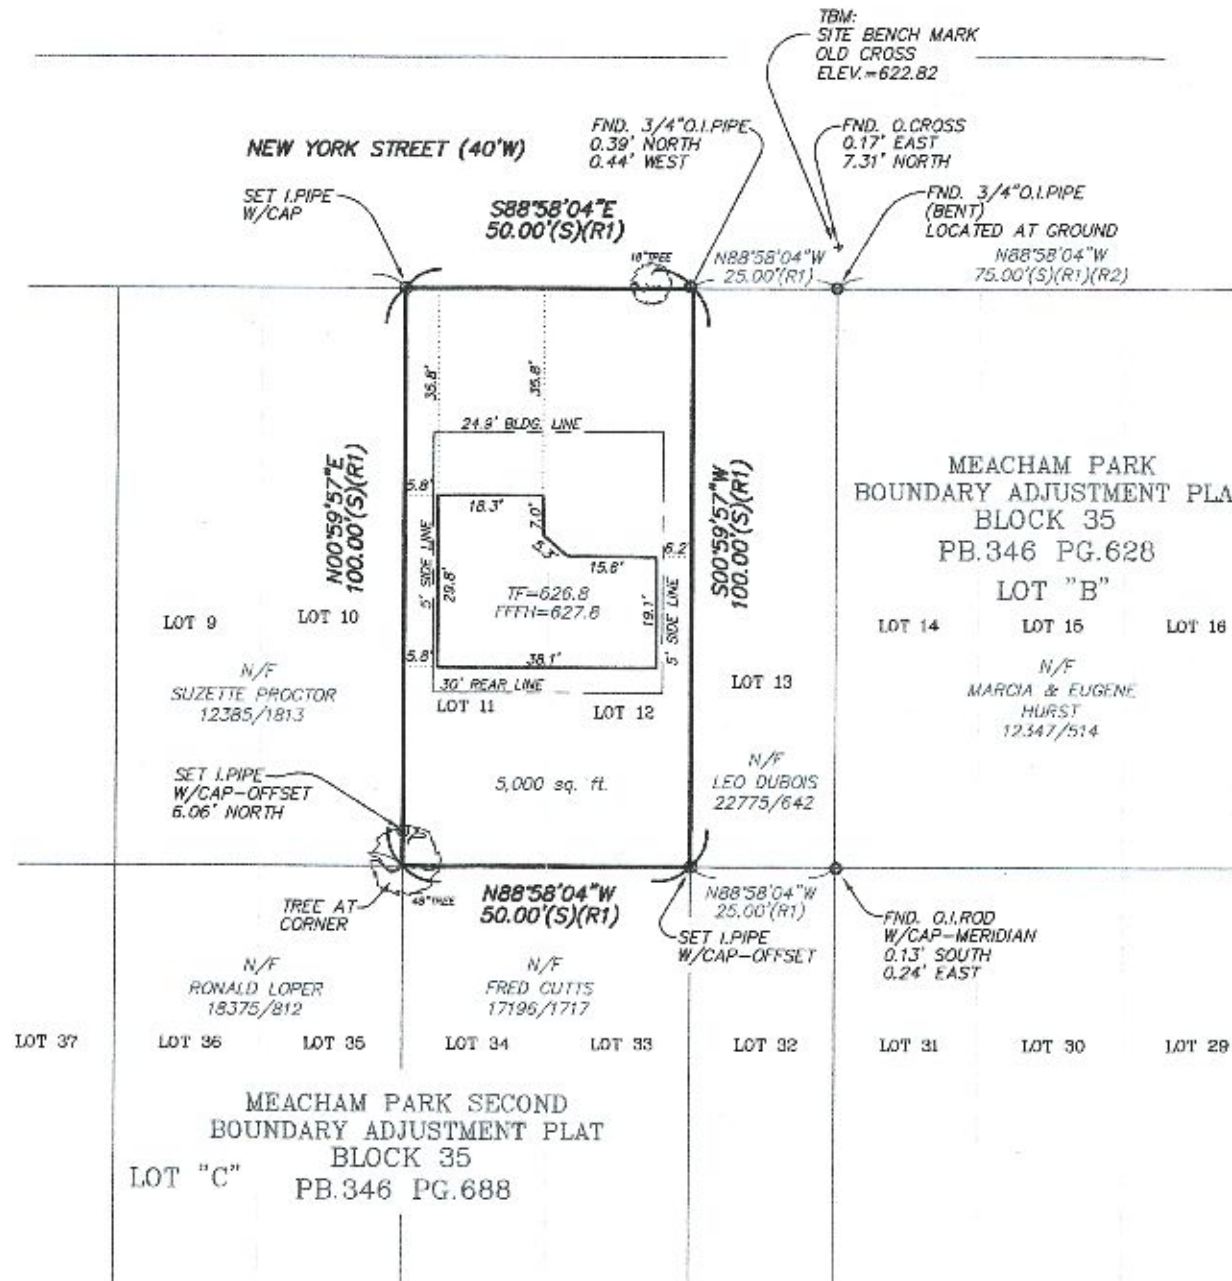 TBM:
SITE BENCH MARK
OLD CROSS
ELEV.=622.82
NEW YORK STREET (40'W)
FND. 3/4"O.I.PIPE
0.39' NORTH
0.44' WEST
FND. O.CROSS
0.17' EAST
7.31' NORTH
SET I.PIPE
W/CAP
S88°58'04"E
50.00'(S)(R1)
FND. 3/4"O.I.PIPE
(BENT)
LOCATED AT GROUND
N88°58'04"W
25.00'(R1)
N88°58'04"W
75.00'(S)(R1)(R2)
18"TREE
35.8'
35.8'
24.9' BLDG. LINE
N00°59'57"E
100.00'(S)(R1)
S00°59'57"W
100.00'(S)(R1)
MEACHAM PARK
BOUNDARY ADJUSTMENT PLA
BLOCK 35
PB.346 PG.628
LOT "B"
5.8'
18.3'
7.0'
5.3'
15.6'
6.2'
5' SIDE LINE
29.8'
TF=626.8
FFFH=627.8
19.1'
5' SIDE LINE
LOT 9
LOT 10
LOT 14
LOT 15
LOT 16
5.8'
38.1'
30' REAR LINE
LOT 11
LOT 12
LOT 13
N/F
SUZETTE PROCTOR
12385/1813
N/F
MARCIA & EUGENE
HURST
12347/514
SET I.PIPE
W/CAP-OFFSET
6.06' NORTH
5,000 sq. ft.
N/F
LEO DUBOIS
22775/642
TREE AT
CORNER
48"TREE
N88°58'04"W
50.00'(S)(R1)
N88°58'04"W
25.00'(R1)
SET I.PIPE
W/CAP-OFFSET
FND. O.I.ROD
W/CAP-MERIDIAN
0.13' SOUTH
0.24' EAST
N/F
RONALD LOPER
18375/812
N/F
FRED CUTTS
17196/1717
LOT 37
LOT 36
LOT 35
LOT 34
LOT 33
LOT 32
LOT 31
LOT 30
LOT 29
MEACHAM PARK SECOND
BOUNDARY ADJUSTMENT PLAT
BLOCK 35
LOT "C"
PB.346 PG.688